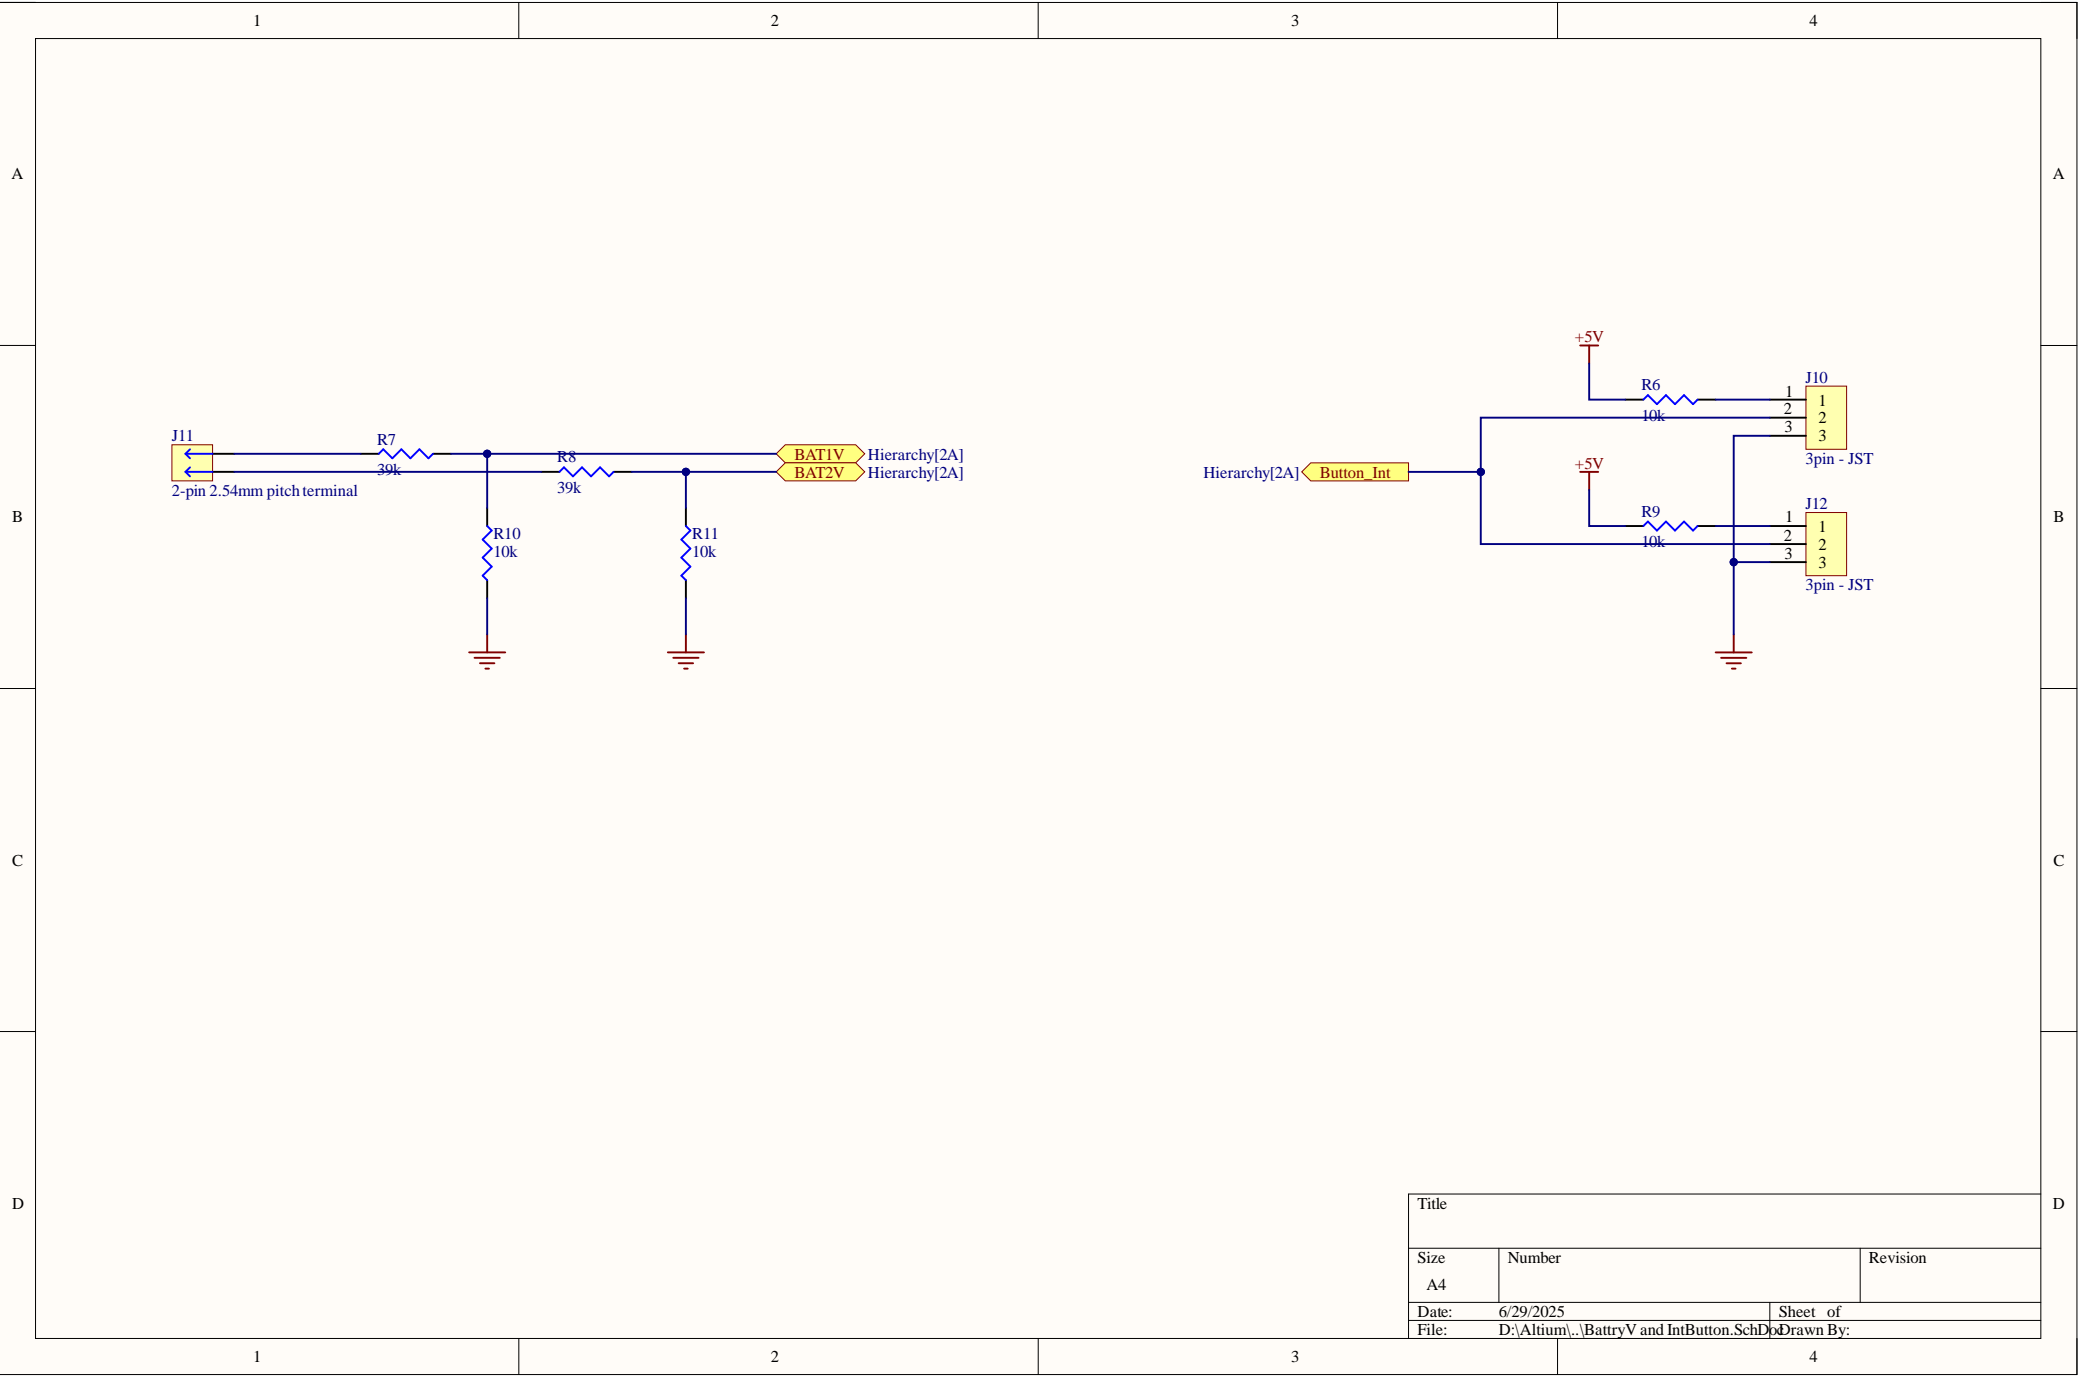 1 2 3 4
A A
+5V
R6
10k
J10
1 1
2 2
3 3
3pin - JST
J11
R7
39k
R8
39k
BAT1V Hierarchy[2A]
BAT2V Hierarchy[2A]
2-pin 2.54mm pitch terminal
Hierarchy[2A] Button_Int
+5V
R9
10k
J12
1 1
2 2
3 3
3pin - JST
B B
R10
10k
R11
10k
C C
D D
Title
Size Number Revision
A4
Date: 6/29/2025 Sheet of
File: D:\Altium\..\BattryV and IntButton.SchDoc Drawn By:
1 2 3 4